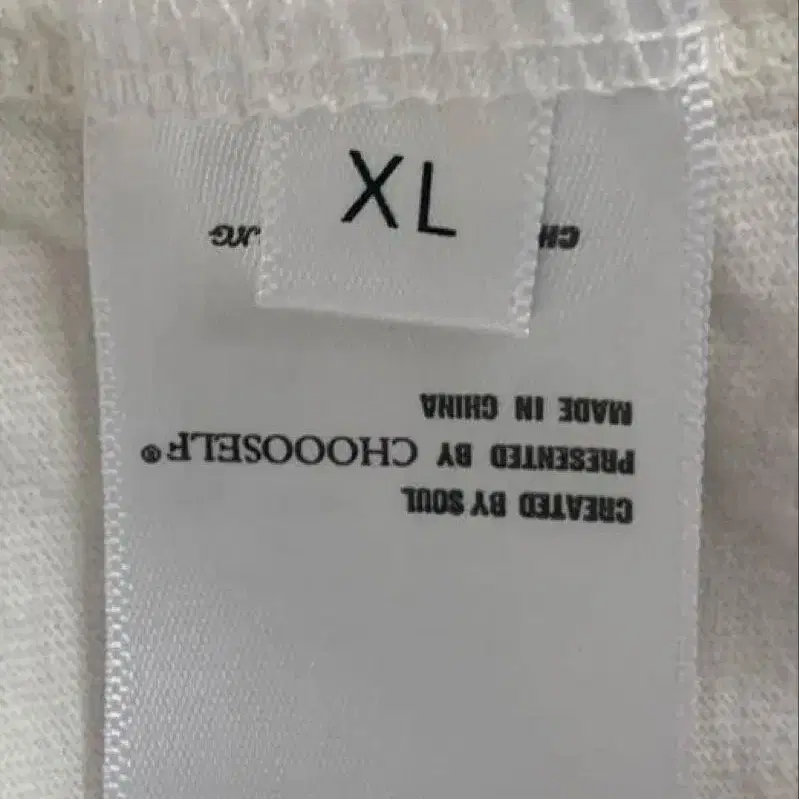 XL
CREATED BY SOUL
PRESENTED BY CHOOOSELF®
MADE IN CHINA